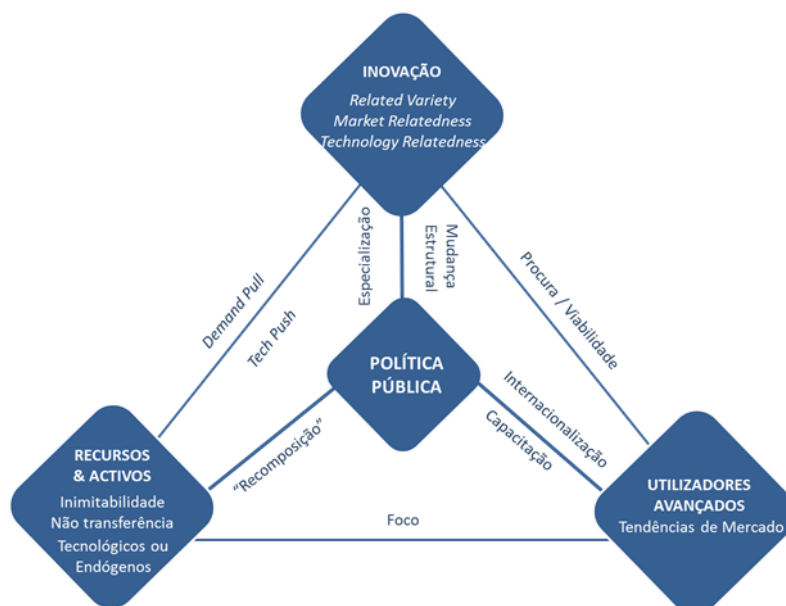 INOVAÇÃO
Related Variety
Market Relatedness
Technology Relatedness
Especialização
Mudança
Estrutural
Demand Pull
Tech Push
Procura / Viabilidade
POLÍTICA
PÚBLICA
Internacionalização
Capacitação
"Recomposição"
RECURSOS
& ACTIVOS
Inimitabilidade
Não transferência
Tecnológicos ou
Endógenos
Foco
UTILIZADORES
AVANÇADOS
Tendências de Mercado